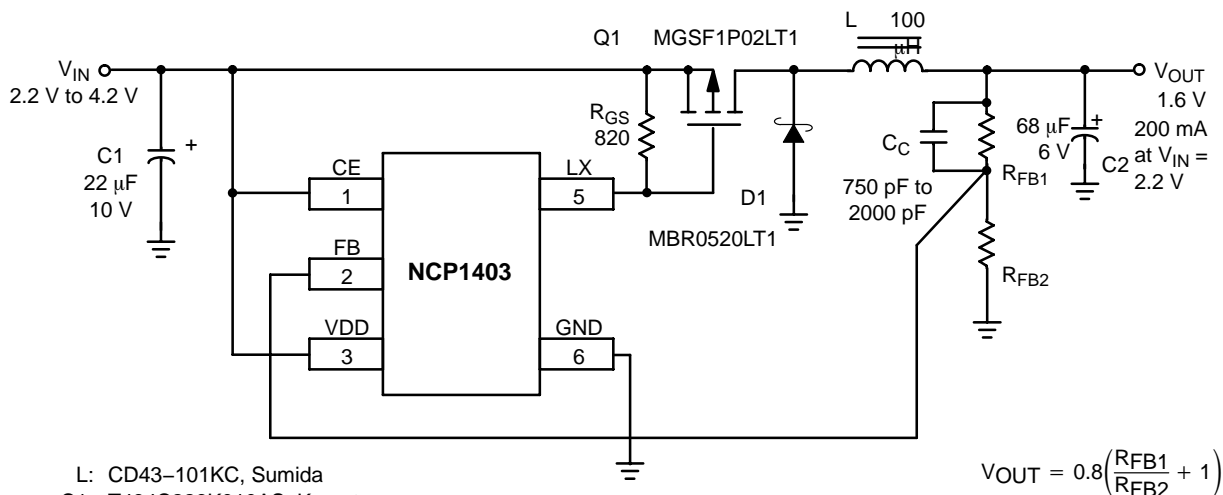 L 100
µH
Q1 MGSF1P02LT1
VIN
2.2 V to 4.2 V
VOUT
1.6 V
200 mA
at VIN =
2.2 V
RGS
820
C1
22 µF
10 V
+
CE
1
LX
5
FB
2
NCP1403
VDD
3
GND
6
D1
MBR0520LT1
CC
750 pF to
2000 pF
RFB1
68 µF
6 V
+
C2
RFB2
L: CD43–101KC, Sumida
VOUT = 0.8(RFB1/RFB2 + 1)